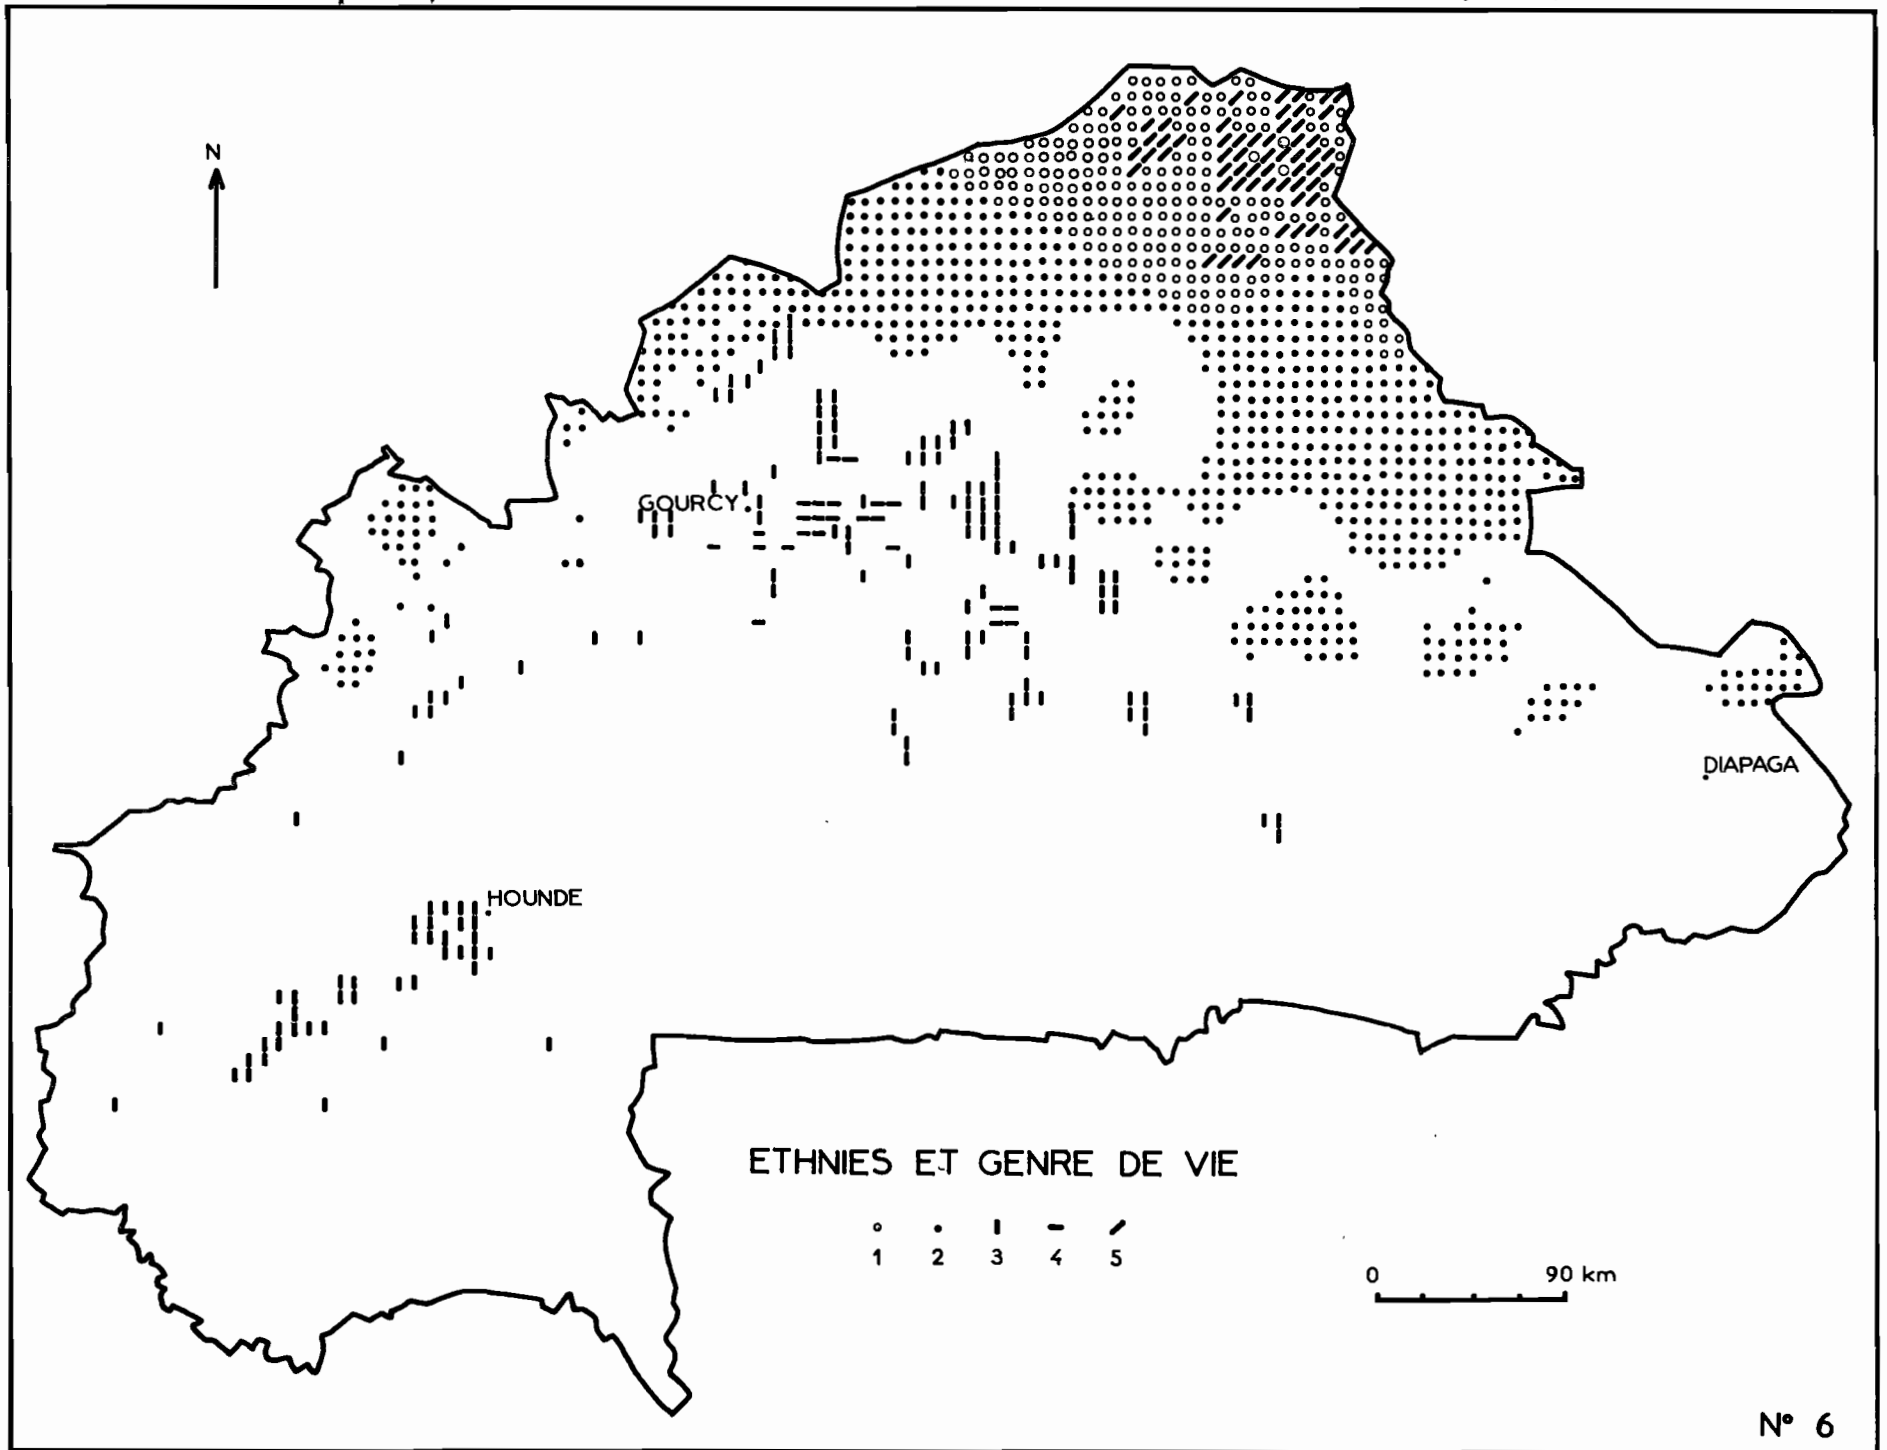 N
GOURCY
DIAPAGA
HOUNDE
ETHNIES ET GENRE DE VIE
1 2 3 4 5
0 90 km
N° 6